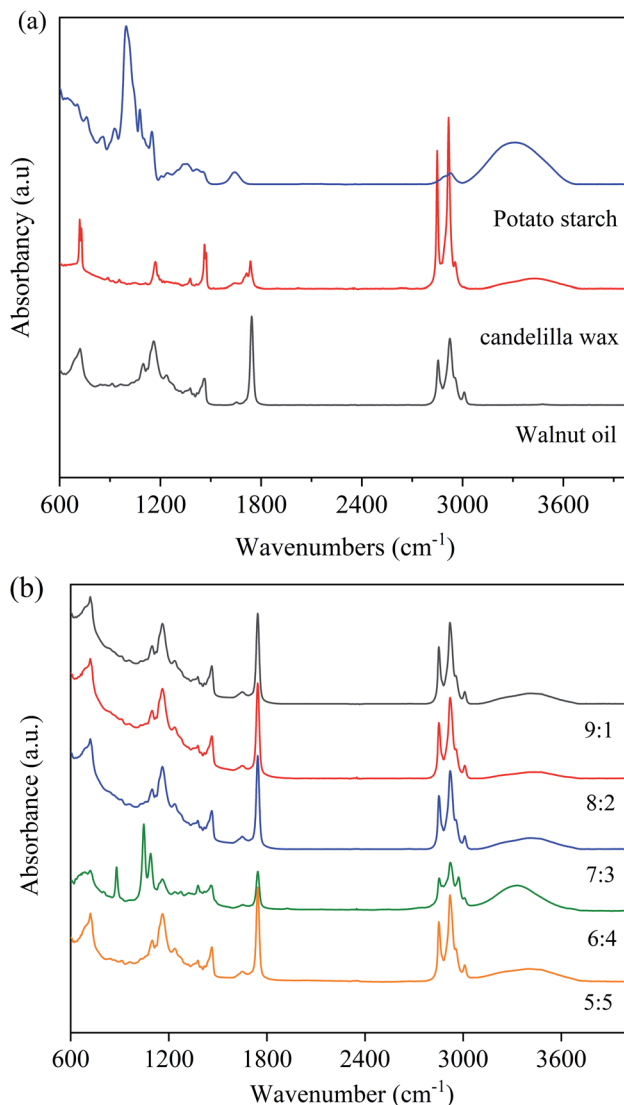 (a)
Absorbancy (a.u)
Potato starch
candelilla wax
Walnut oil
600 1200 1800 2400 3000 3600
Wavenumbers (cm-1)
(b)
Absorbance (a.u.)
9:1
8:2
7:3
6:4
5:5
600 1200 1800 2400 3000 3600
Wavenumber (cm-1)